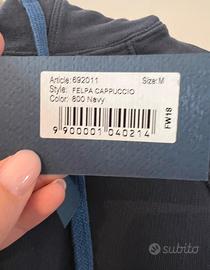 Article: 692011 Size: M
Style: FELPA CAPPUCCIO
Color: 800 Navy
9 900001 040214
FW18
subito